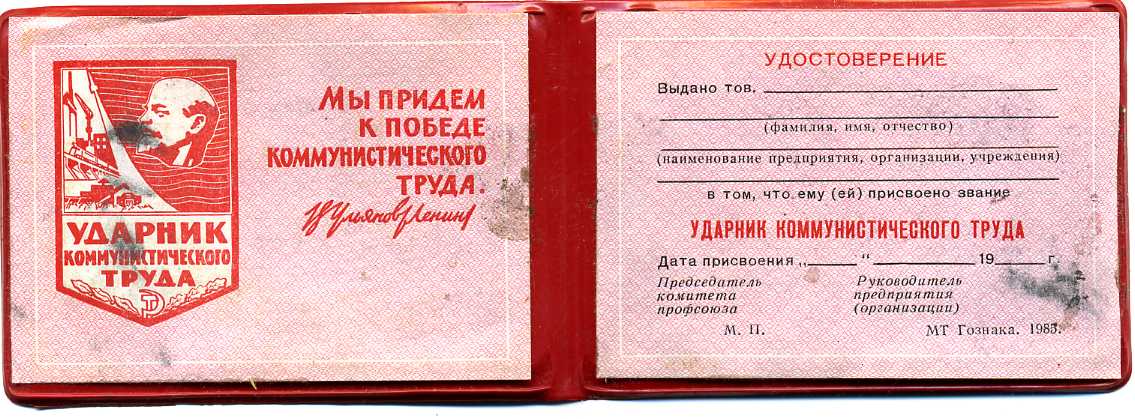 УДАРНИК
КОММУНИСТИЧЕСКОГО
ТРУДА
Мы придем
к победе
коммунистического
труда.
В Ульянов (Ленин)
УДОСТОВЕРЕНИЕ
Выдано тов.
(фамилия, имя, отчество)
(наименование предприятия, организации, учреждения)
в том, что ему (ей) присвоено звание
УДАРНИК КОММУНИСТИЧЕСКОГО ТРУДА
Дата присвоения „ “ 19 г.
Председатель Руководитель
комитета предприятия
профсоюза (организации)
М. П. МТ Гознака. 1985.